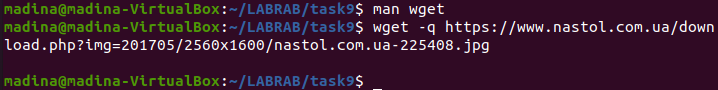 madina@madina-VirtualBox:~/LABRAB/task9$ man wget
madina@madina-VirtualBox:~/LABRAB/task9$ wget -q https://www.nastol.com.ua/down
load.php?img=201705/2560x1600/nastol.com.ua-225408.jpg
madina@madina-VirtualBox:~/LABRAB/task9$